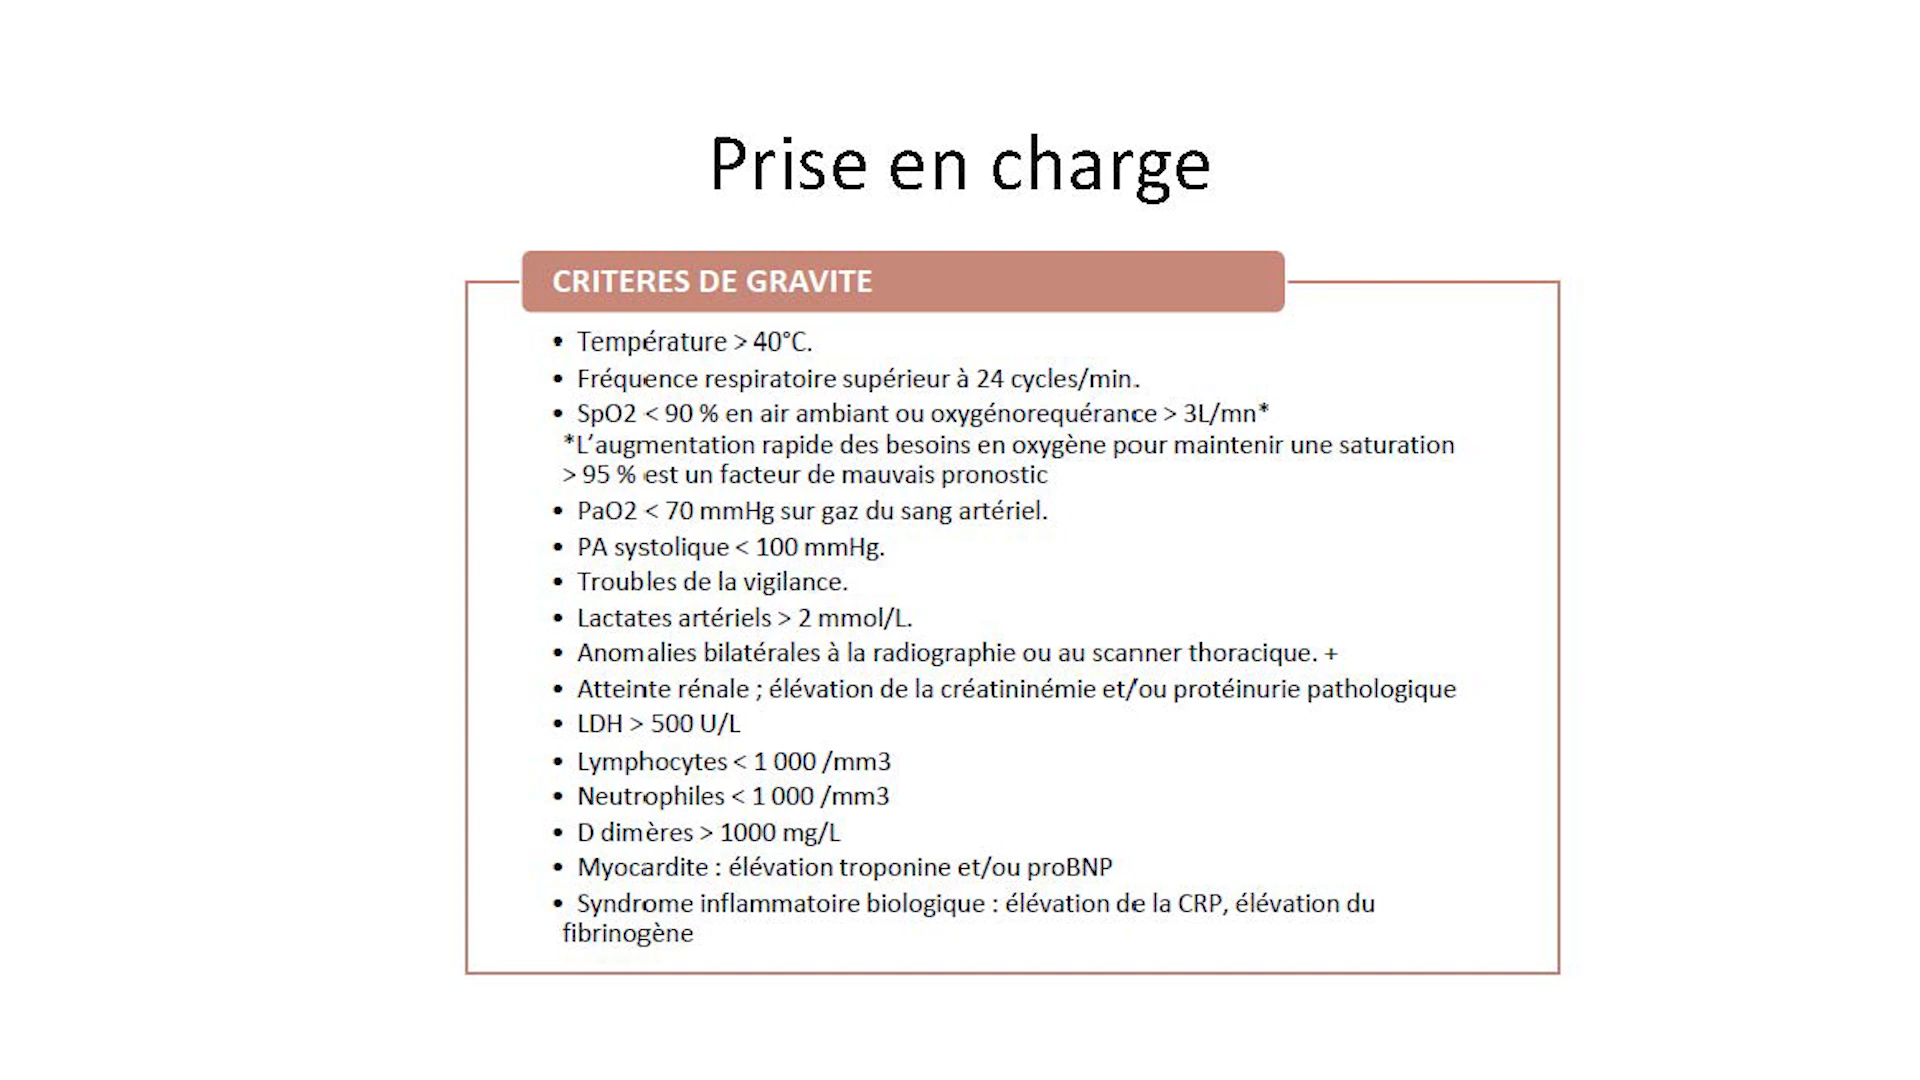 Prise en charge
CRITERES DE GRAVITE
• Température > 40°C.
• Fréquence respiratoire supérieur à 24 cycles/min.
• SpO2 < 90 % en air ambiant ou oxygénorequérance > 3L/mn*
*L’augmentation rapide des besoins en oxygène pour maintenir une saturation
> 95 % est un facteur de mauvais pronostic
• PaO2 < 70 mmHg sur gaz du sang artériel.
• PA systolique < 100 mmHg.
• Troubles de la vigilance.
• Lactates artériels > 2 mmol/L.
• Anomalies bilatérales à la radiographie ou au scanner thoracique. +
• Atteinte rénale ; élévation de la créatininémie et/ou protéinurie pathologique
• LDH > 500 U/L
• Lymphocytes < 1 000 /mm3
• Neutrophiles < 1 000 /mm3
• D dimères > 1000 mg/L
• Myocardite : élévation troponine et/ou proBNP
• Syndrome inflammatoire biologique : élévation de la CRP, élévation du
fibrinogène